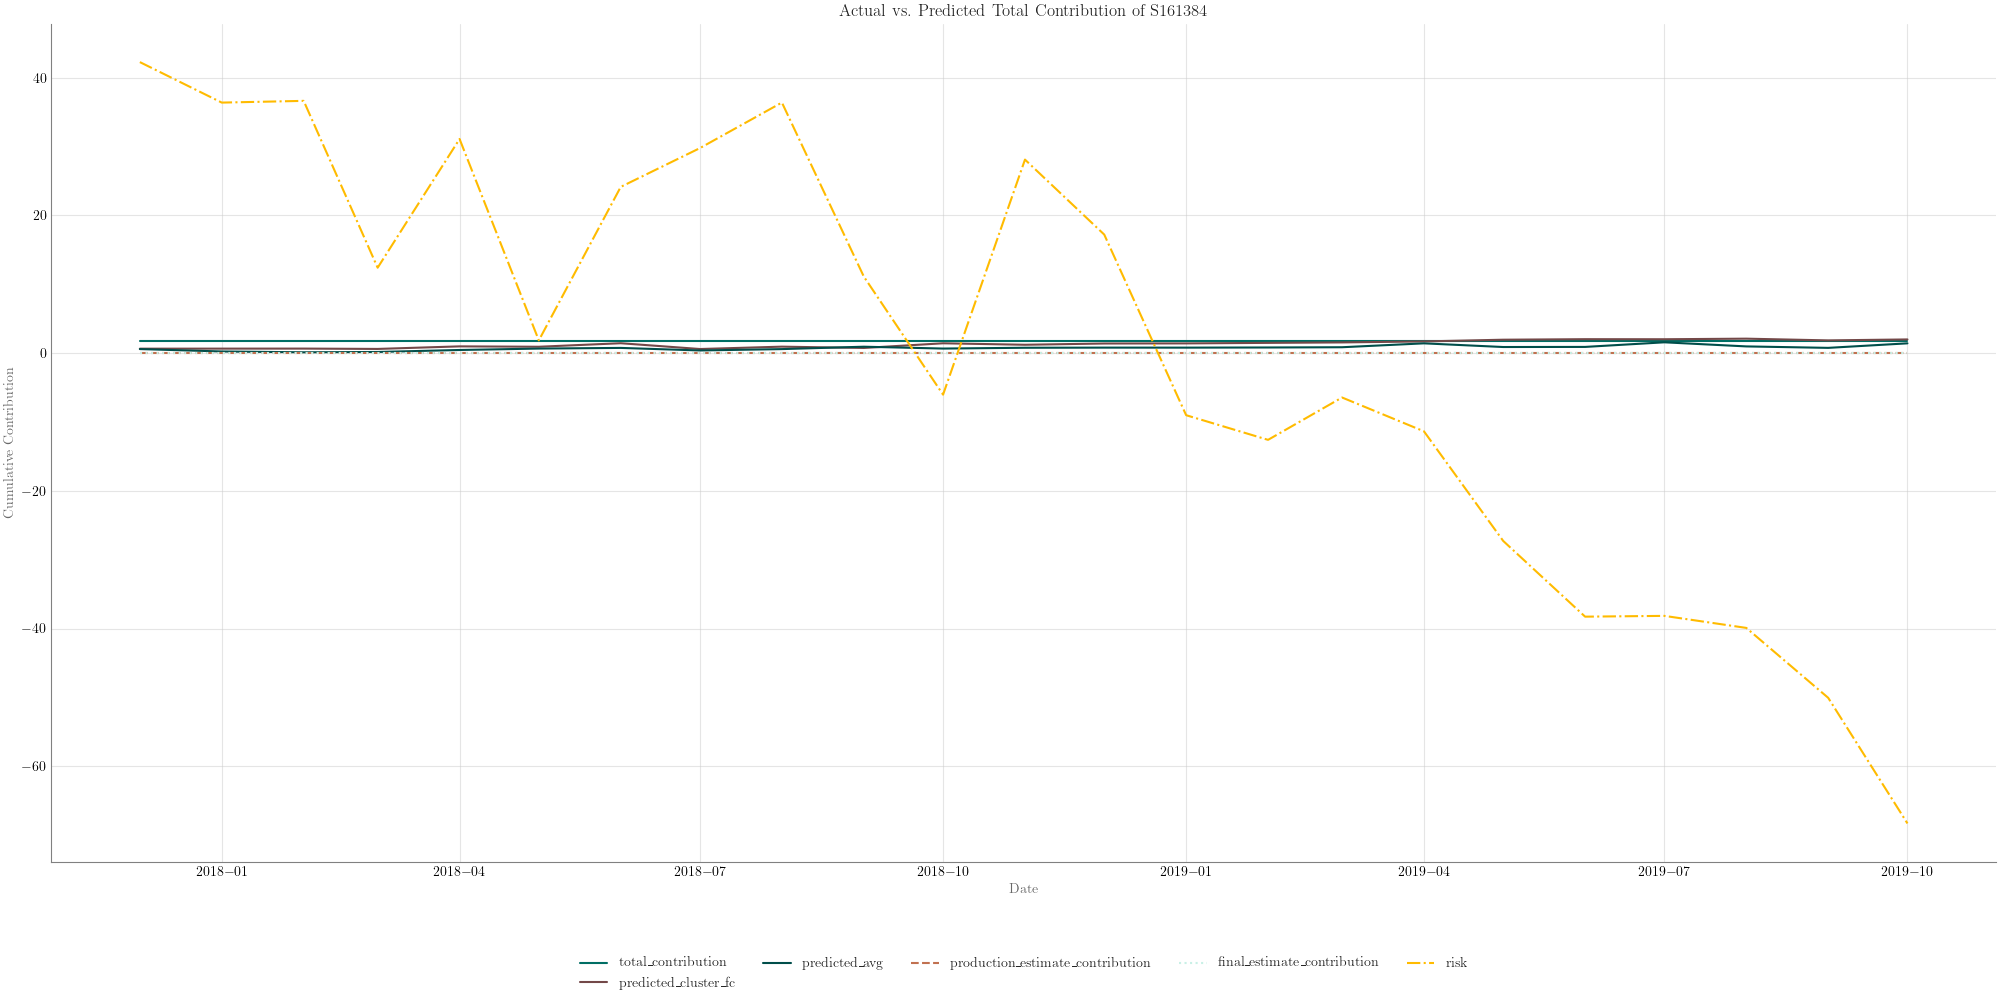 Actual vs. Predicted Total Contribution of S161384
Cumulative Contribution
40
20
0
−20
−40
−60
2018−01 2018−04 2018−07 2018−10 2019−01 2019−04 2019−07 2019−10
Date
total_contribution predicted_avg production_estimate_contribution final_estimate_contribution risk
predicted_cluster_fc